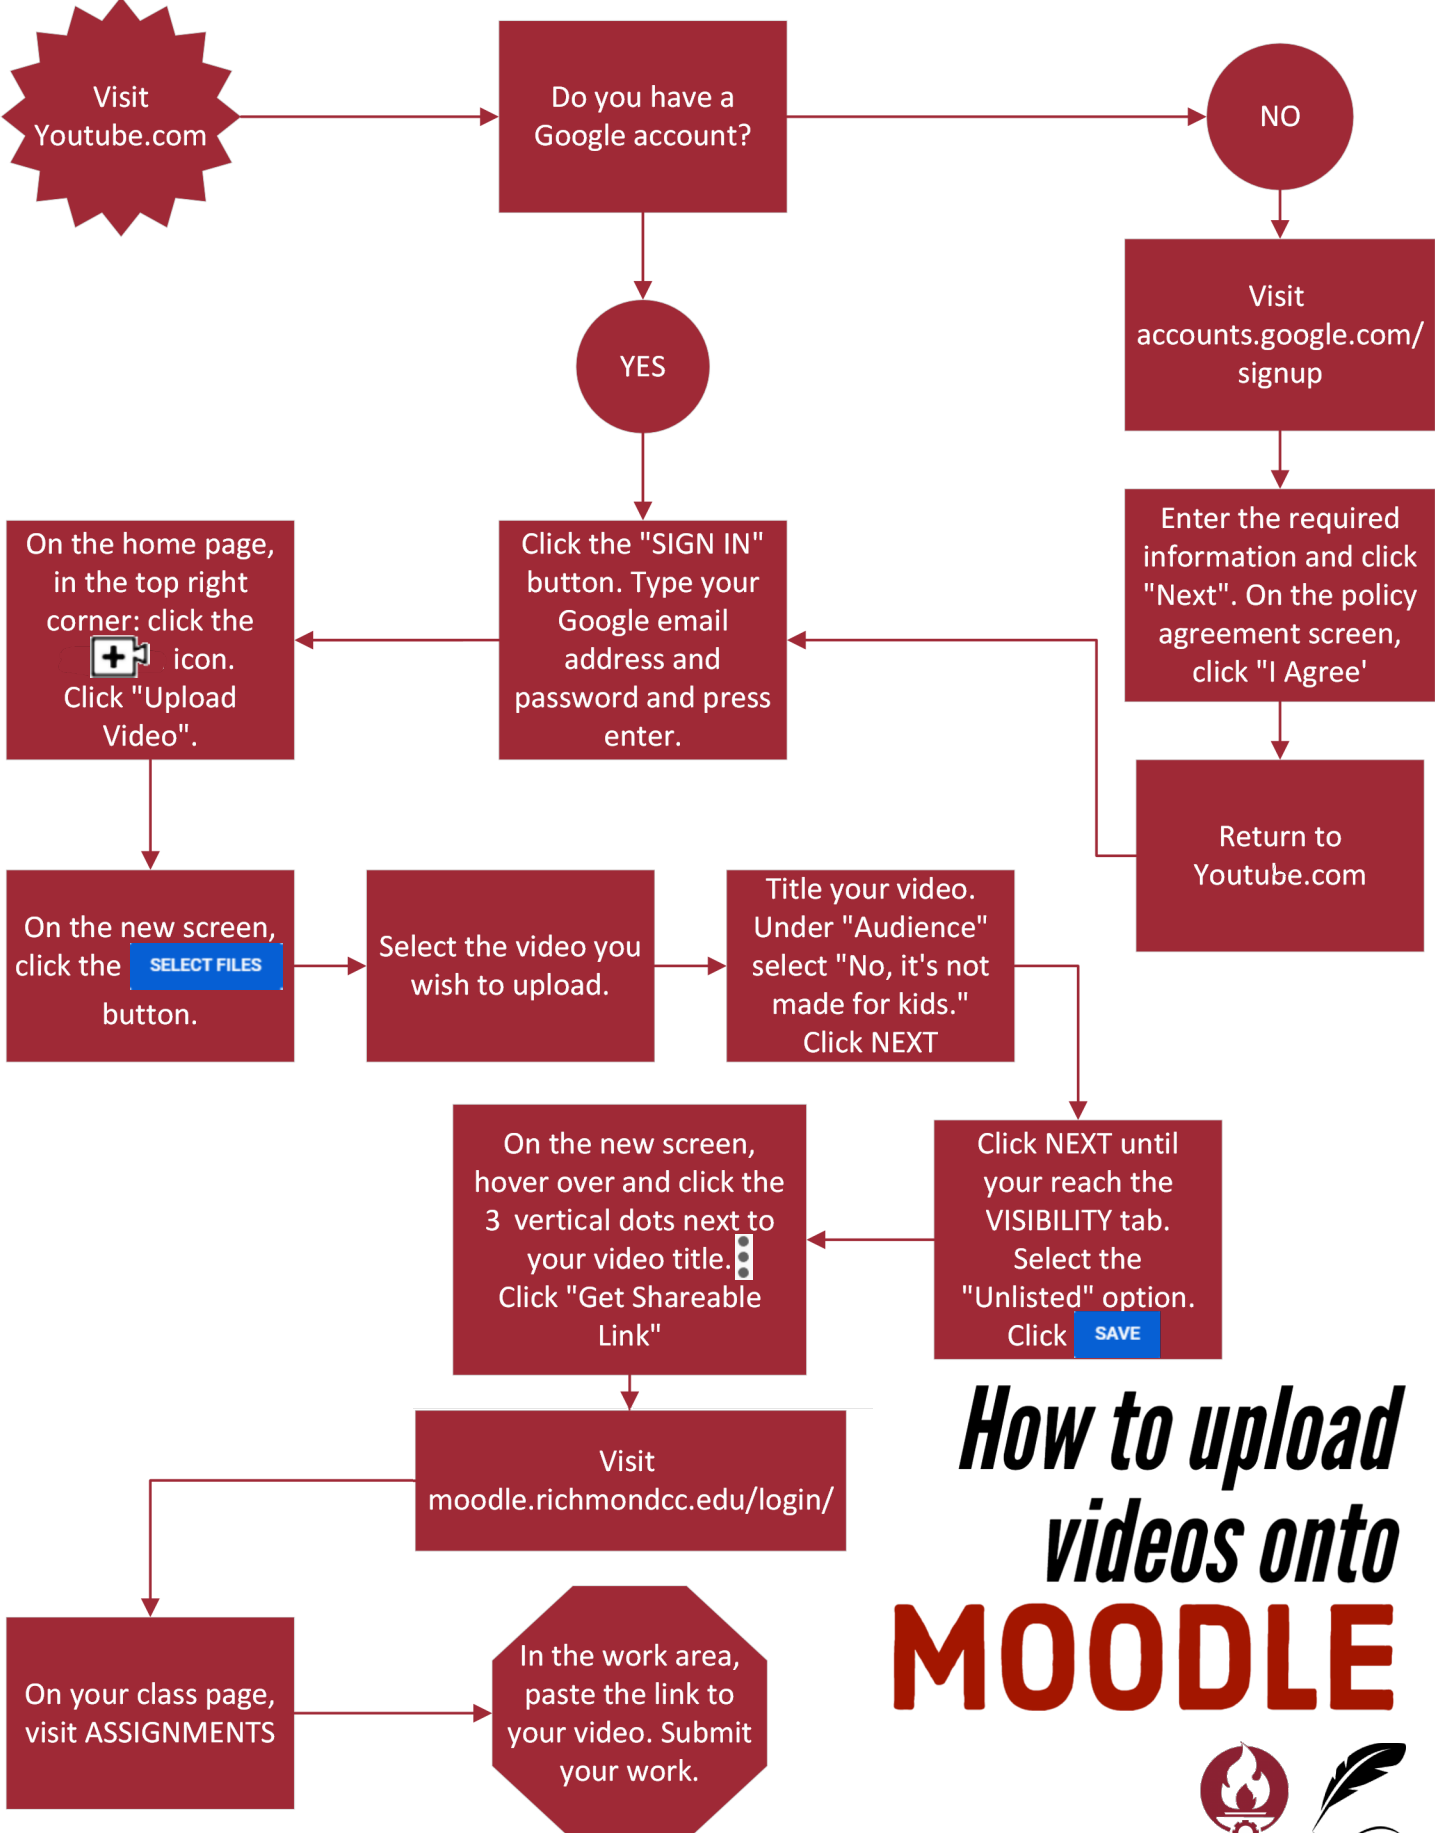 Visit
Youtube.com
Do you have a
Google account?
NO
YES
Visit
accounts.google.com/
signup
Enter the required
information and click
"Next". On the policy
agreement screen,
click "I Agree'
Return to
Youtube.com
Click the "SIGN IN"
button. Type your
Google email
address and
password and press
enter.
On the home page,
in the top right
corner: click the
icon.
Click "Upload
Video".
On the new screen,
click the SELECT FILES
button.
Select the video you
wish to upload.
Title your video.
Under "Audience"
select "No, it's not
made for kids."
Click NEXT
Click NEXT until
your reach the
VISIBILITY tab.
Select the
"Unlisted" option.
Click SAVE
On the new screen,
hover over and click the
3 vertical dots next to
your video title.
Click "Get Shareable
Link"
Visit
moodle.richmondcc.edu/login/
On your class page,
visit ASSIGNMENTS
In the work area,
paste the link to
your video. Submit
your work.
How to upload
videos onto
MOODLE